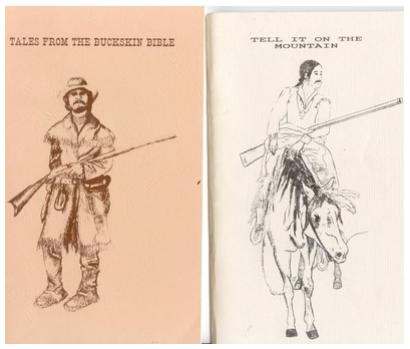 TALES FROM THE BUCKSKIN BIBLE
TELL IT ON THE
MOUNTAIN